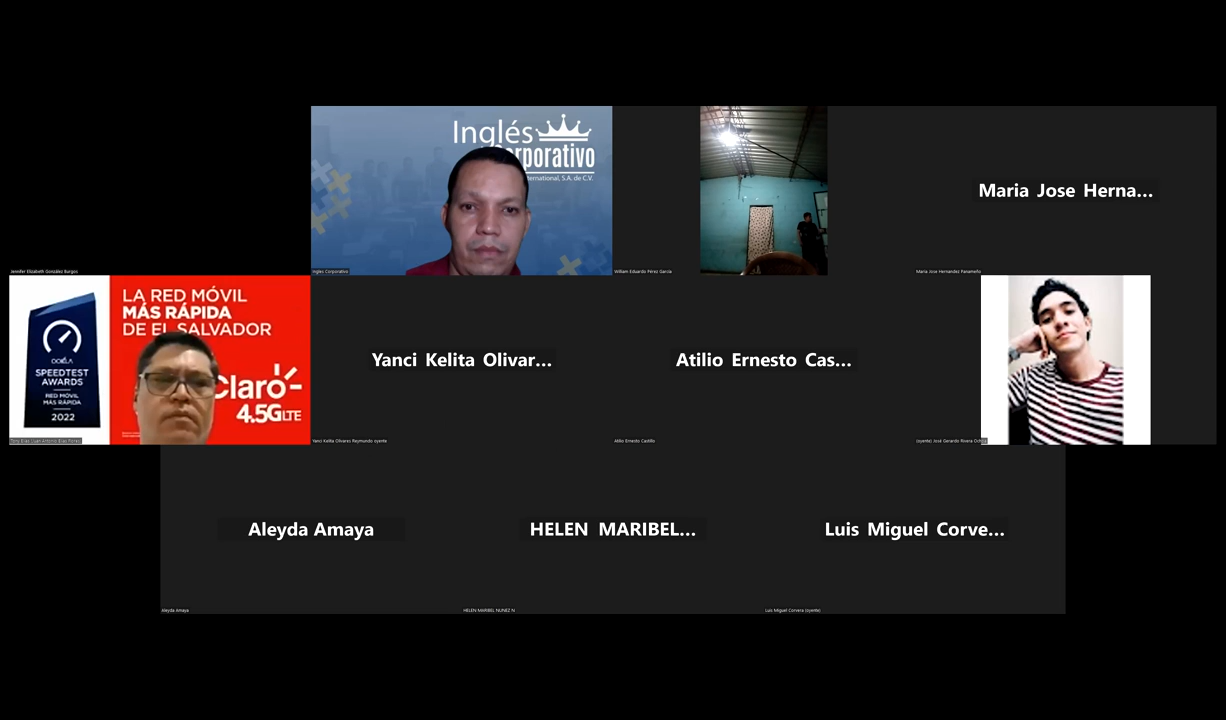 Inglés
Corporativo
International, S.A. de C.V.
Maria Jose Herna...
Jennifer Elizabeth González Burgos
Ingles Corporativo
William Eduardo Pérez García
Maria Jose Hernandez Panameño
LA RED MÓVIL
MÁS RÁPIDA
DE EL SALVADOR
OOKLA
SPEEDTEST
AWARDS
RED MÓVIL
MÁS RÁPIDA
2022
Claro
4.5G LTE
Yanci Kelita Olivar...
Atilio Ernesto Cas...
Yanci Kelita Olivares Reymundo oyente
Atilio Ernesto Castillo
(oyente) José Gerardo Rivera Ochoa
Aleyda Amaya
HELEN MARIBEL...
Luis Miguel Corve...
Aleyda Amaya
HELEN MARIBEL NUNEZ N
Luis Miguel Corvera (oyente)